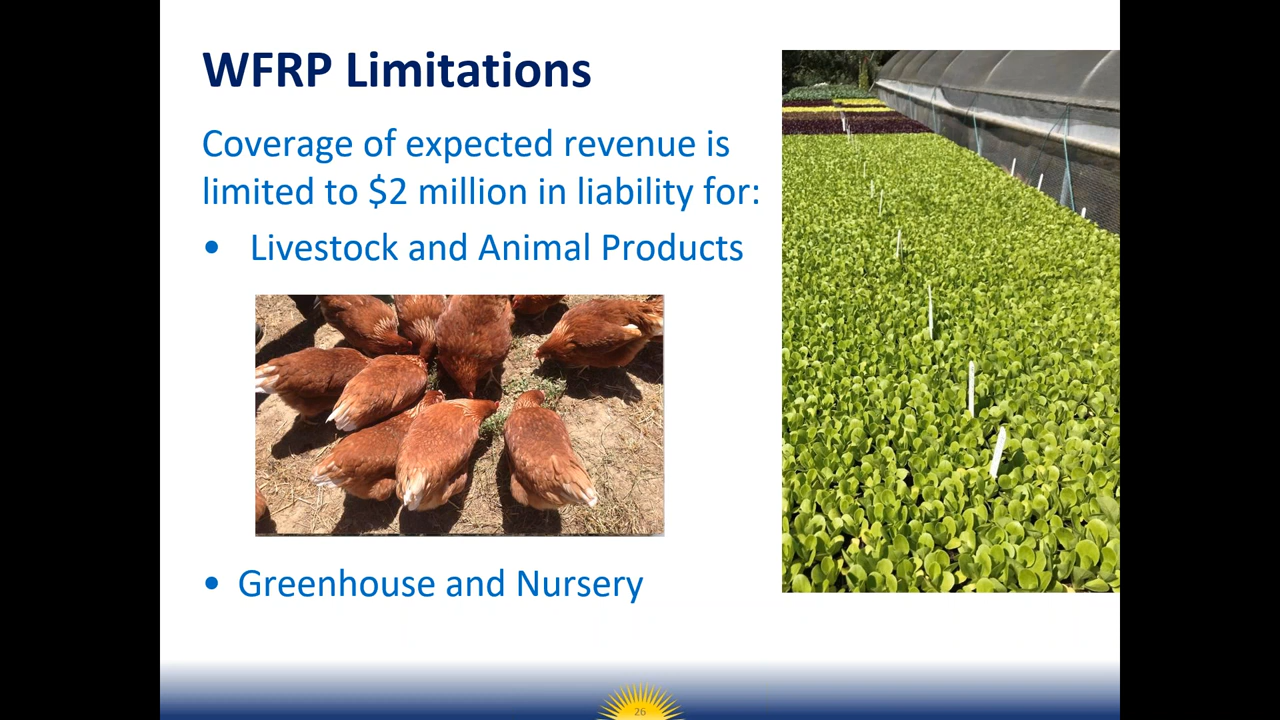 WFRP Limitations
Coverage of expected revenue is
limited to $2 million in liability for:
• Livestock and Animal Products
• Greenhouse and Nursery
26